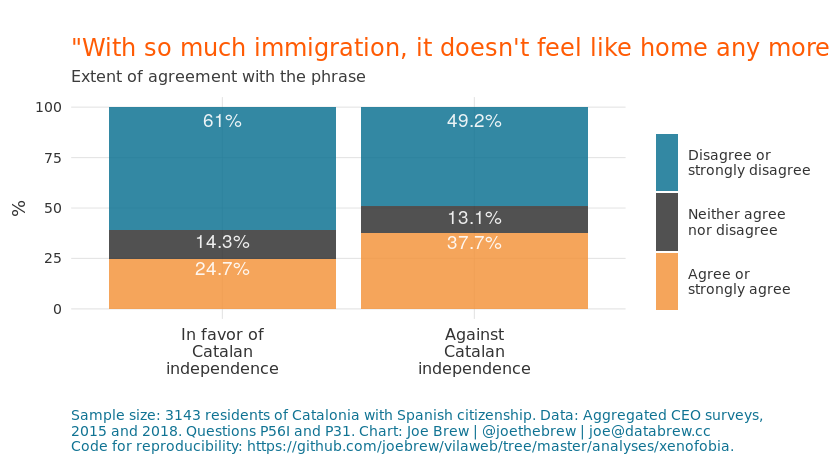 "With so much immigration, it doesn't feel like home any more
Extent of agreement with the phrase
%
100
75
50
25
0
61%
14.3%
24.7%
49.2%
13.1%
37.7%
In favor of
Catalan
independence
Against
Catalan
independence
Disagree or
strongly disagree
Neither agree
nor disagree
Agree or
strongly agree
Sample size: 3143 residents of Catalonia with Spanish citizenship. Data: Aggregated CEO surveys,
2015 and 2018. Questions P56I and P31. Chart: Joe Brew | @joethebrew | joe@databrew.cc
Code for reproducibility: https://github.com/joebrew/vilaweb/tree/master/analyses/xenofobia.